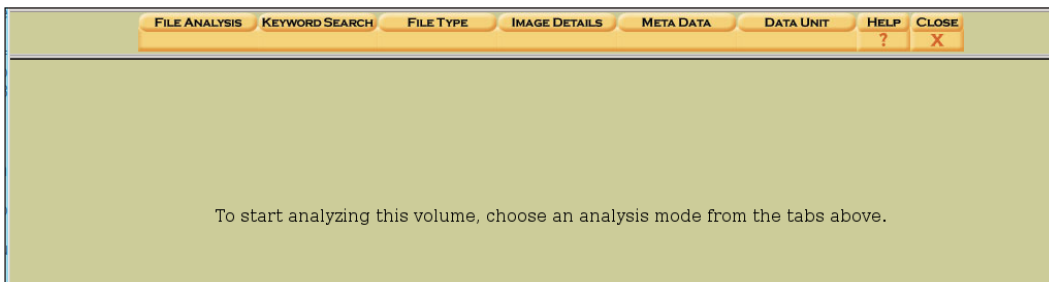 FILE ANALYSIS KEYWORD SEARCH FILE TYPE IMAGE DETAILS META DATA DATA UNIT HELP CLOSE
? X
To start analyzing this volume, choose an analysis mode from the tabs above.